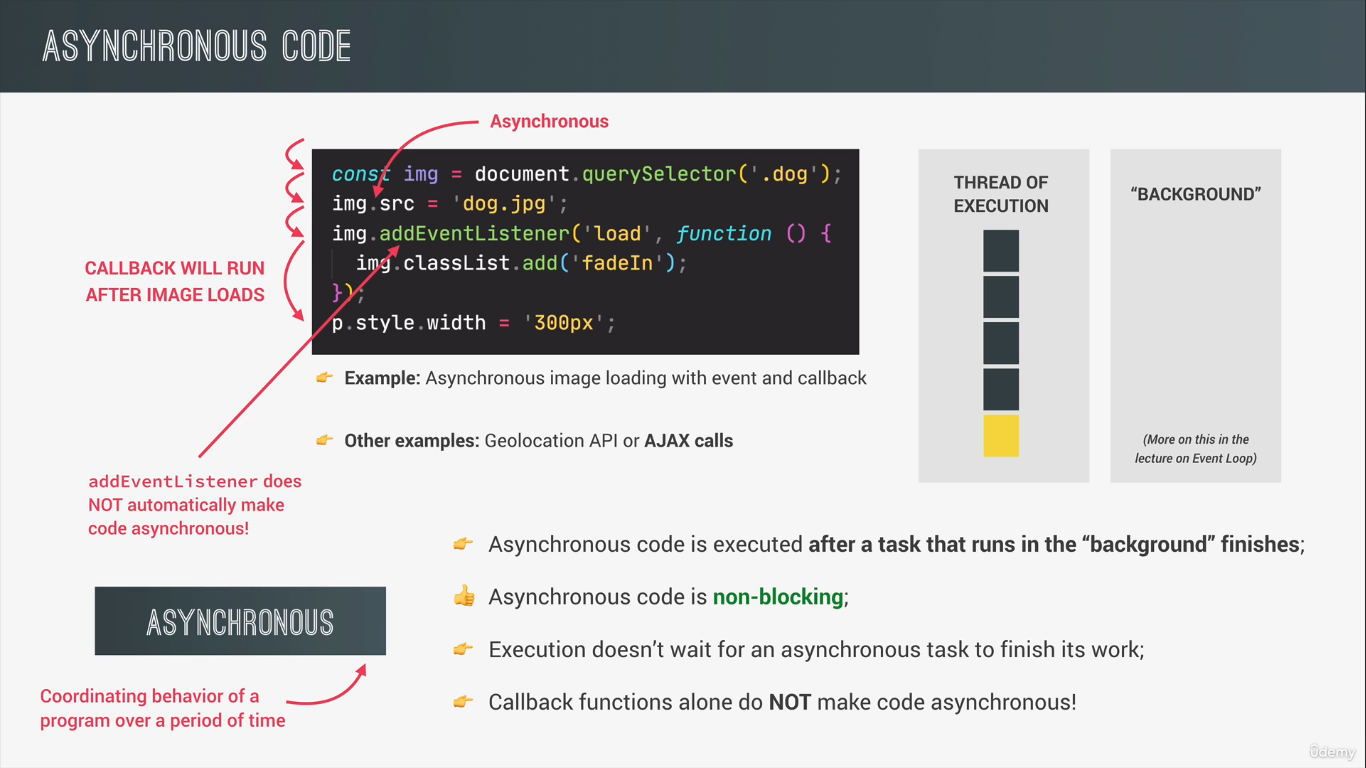 ASYNCHRONOUS CODE
Asynchronous
const img = document.querySelector('.dog');
img.src = 'dog.jpg';
img.addEventListener('load', function () {
img.classList.add('fadeIn');
});
p.style.width = '300px';
CALLBACK WILL RUN
AFTER IMAGE LOADS
Example: Asynchronous image loading with event and callback
Other examples: Geolocation API or AJAX calls
addEventListener does
NOT automatically make
code asynchronous!
THREAD OF
EXECUTION
“BACKGROUND”
(More on this in the
lecture on Event Loop)
Asynchronous code is executed after a task that runs in the “background” finishes;
Asynchronous code is non-blocking;
Execution doesn’t wait for an asynchronous task to finish its work;
Callback functions alone do NOT make code asynchronous!
ASYNCHRONOUS
Coordinating behavior of a
program over a period of time
ûdemy